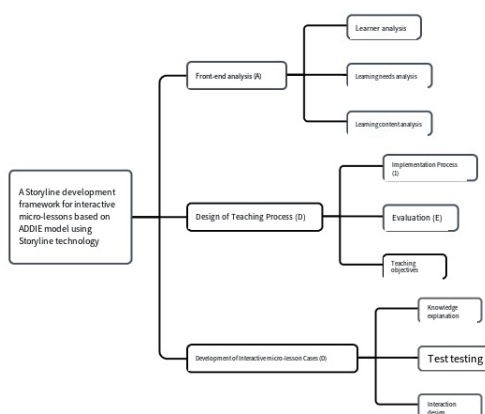 Learner analysis
Front-end analysis (A)
Learning needs analysis
Learning content analysis
A Storyline development
framework for interactive
micro-lessons based on
ADDIE model using
Storyline technology
Implementation Process
(1)
Design of Teaching Process (D)
Evaluation (E)
Teaching
objectives
Knowledge
explanation
Development of Interactive micro-lesson Cases (D)
Test testing
Interaction
design